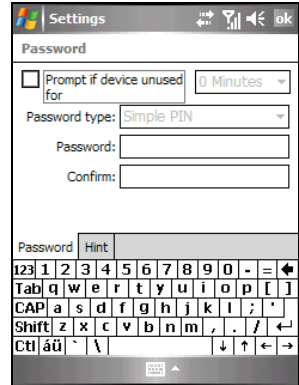 Settings ok
Password
Prompt if device unused for 0 Minutes
Password type: Simple PIN
Password:
Confirm:
Password Hint
123 1 2 3 4 5 6 7 8 9 0 - = 
Tab q w e r t y u i o p [ ]
CAP a s d f g h j k l ; '
Shift z x c v b n m , . / 
Ctl áü ` \ ↓ ↑ ← →